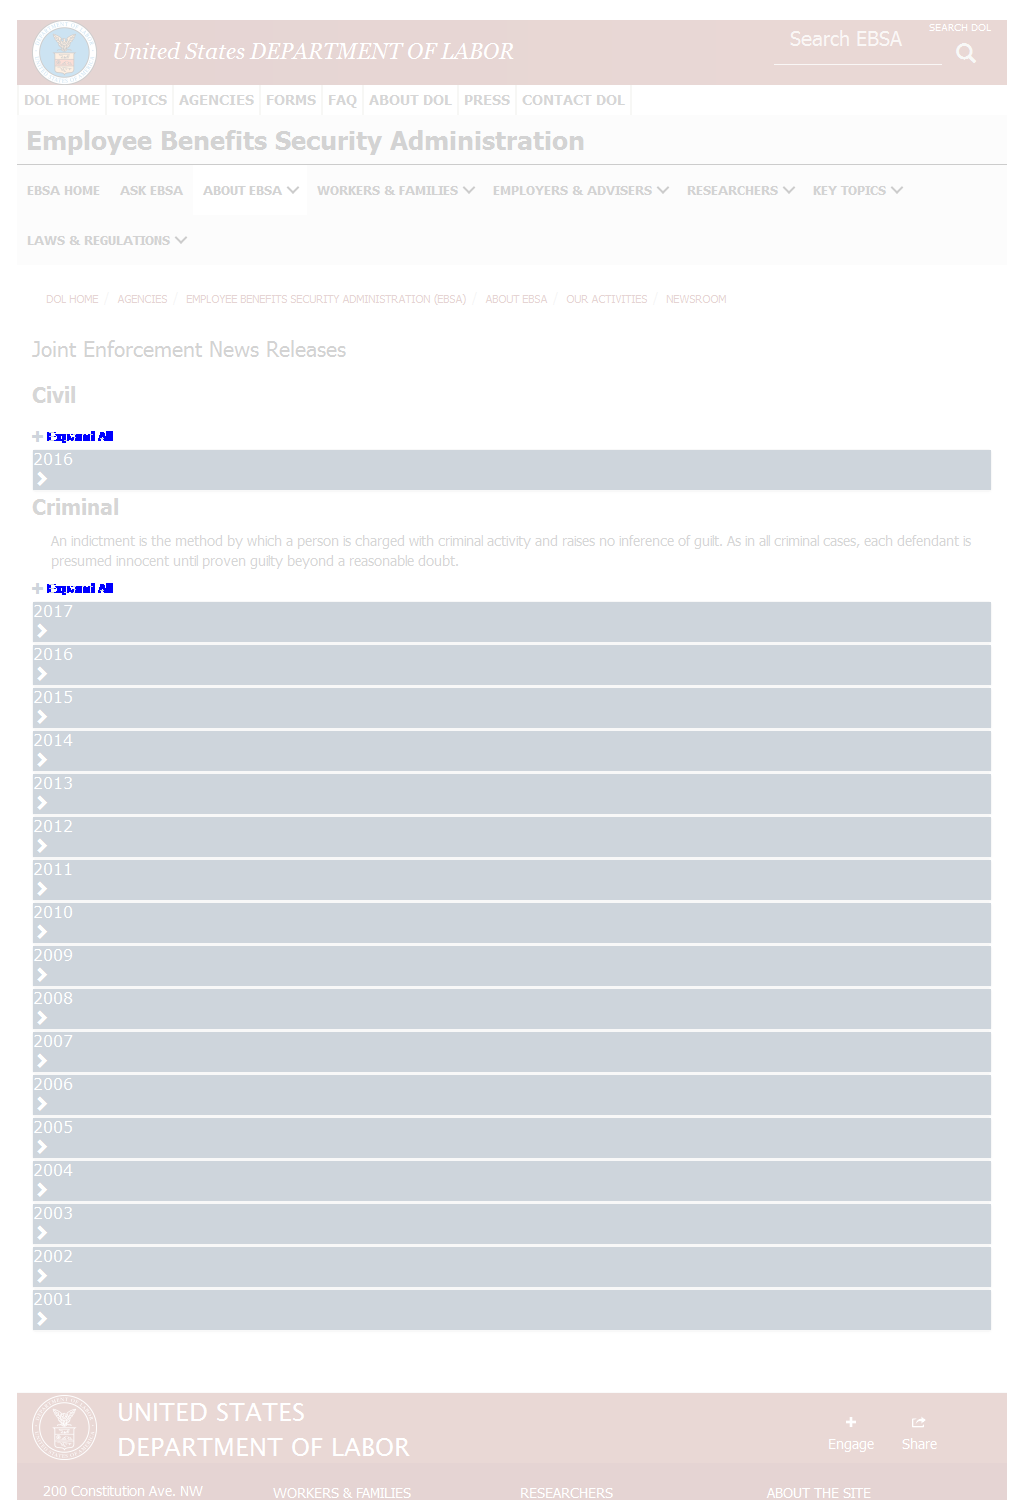 United States DEPARTMENT OF LABOR
Search EBSA
SEARCH DOL
DOL HOME TOPICS AGENCIES FORMS FAQ ABOUT DOL PRESS CONTACT DOL
Employee Benefits Security Administration
EBSA HOME ASK EBSA ABOUT EBSA WORKERS & FAMILIES EMPLOYERS & ADVISERS RESEARCHERS KEY TOPICS
LAWS & REGULATIONS
DOL HOME / AGENCIES / EMPLOYEE BENEFITS SECURITY ADMINISTRATION (EBSA) / ABOUT EBSA / OUR ACTIVITIES / NEWSROOM
Joint Enforcement News Releases
Civil
Expand All
2016
Criminal
An indictment is the method by which a person is charged with criminal activity and raises no inference of guilt. As in all criminal cases, each defendant is
presumed innocent until proven guilty beyond a reasonable doubt.
Expand All
2017
2016
2015
2014
2013
2012
2011
2010
2009
2008
2007
2006
2005
2004
2003
2002
2001
UNITED STATES
DEPARTMENT OF LABOR
Engage Share
200 Constitution Ave. NW WORKERS & FAMILIES RESEARCHERS ABOUT THE SITE